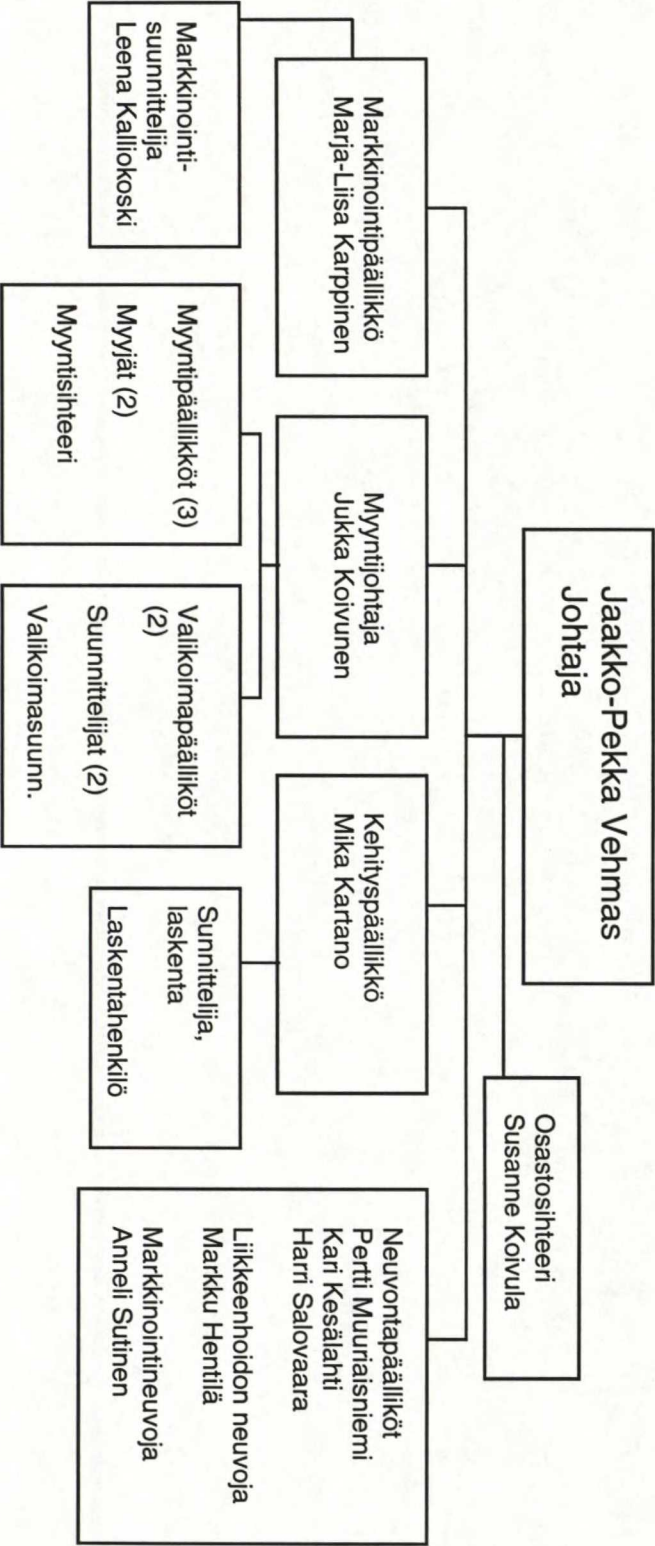 Jaakko-Pekka Vehmas
Johtaja
Osastosihteeri
Susanne Koivula
Markkinointipäällikkö
Marja-Liisa Karppinen
Myyntijohtaja
Jukka Koivunen
Kehityspäällikkö
Mika Kartano
Neuvontapäälliköt
Pertti Muuriaisniemi
Kari Kesälahti
Harri Salovaara
Liikkeenhoidon neuvoja
Markku Hentilä
Markkinointineuvoja
Anneli Sutinen
Markkinointi-
suunnittelija
Leena Kalliokoski
Myyntipäällikköt (3)
Myyjät (2)
Myyntisihteeri
Valikoimapäälliköt
(2)
Suunnittelijat (2)
Valikoimasuunn.
Sunnittelija,
laskenta
Laskentahenkilö